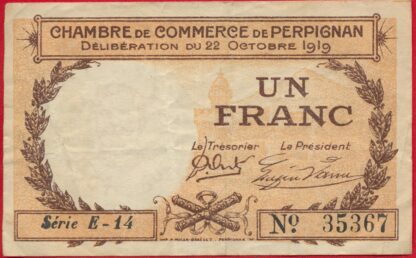 CHAMBRE DE COMMERCE DE PERPIGNAN
DÉLIBÉRATION DU 22 OCTOBRE 1919
UN
FRANC
Le Trésorier Le Président
Série E-14
Nº 35367